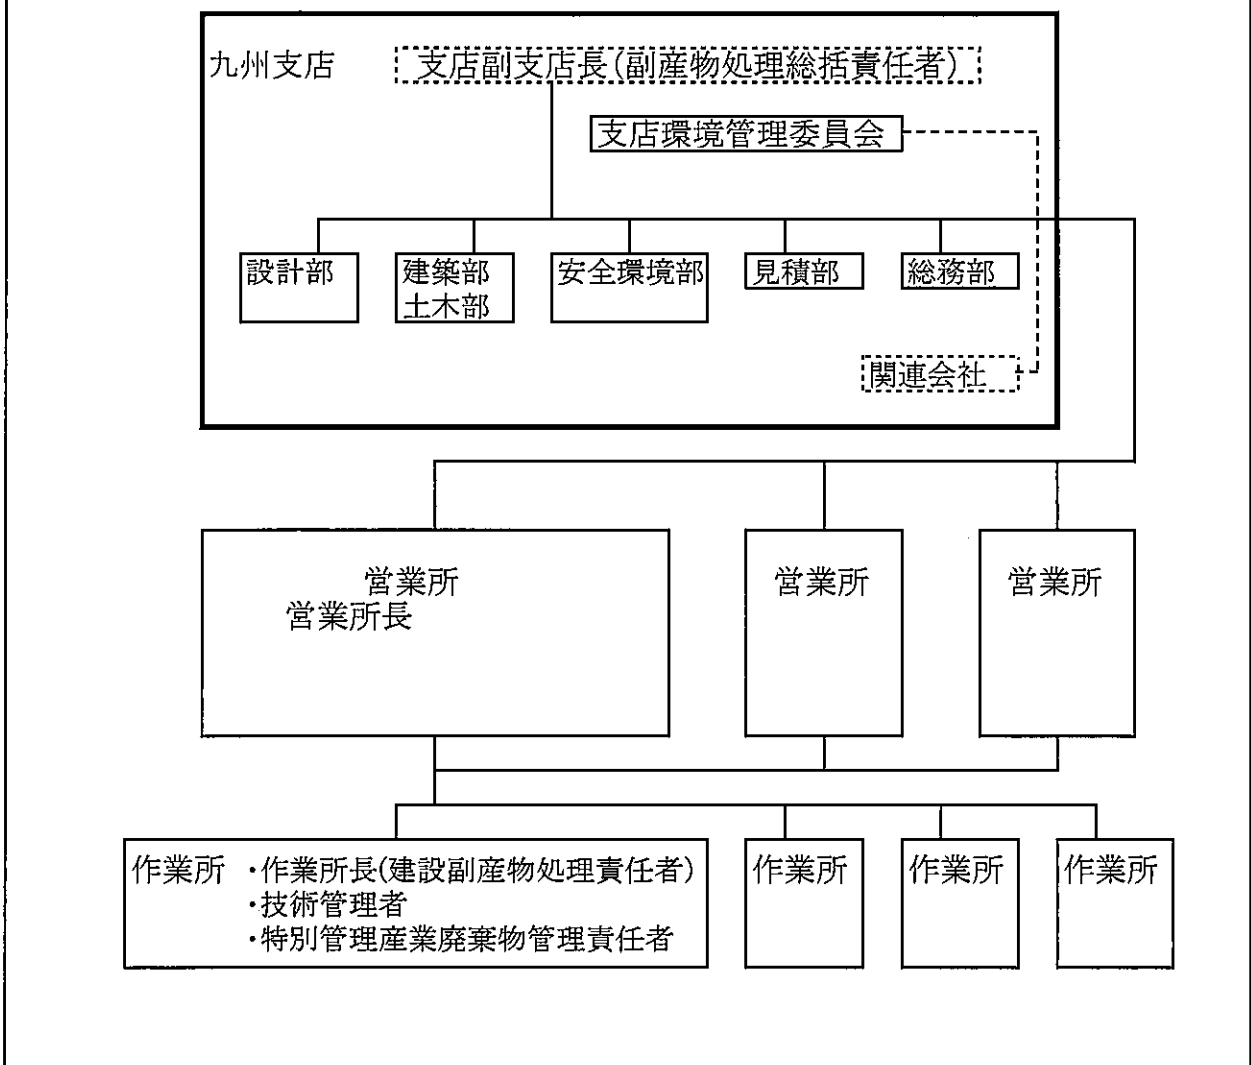 九州支店
支店副支店長(副産物処理総括責任者)
支店環境管理委員会
設計部
建築部
土木部
安全環境部
見積部
総務部
関連会社
営業所
営業所長
営業所
営業所
作業所 ・作業所長(建設副産物処理責任者)
・技術管理者
・特別管理産業廃棄物管理責任者
作業所
作業所
作業所